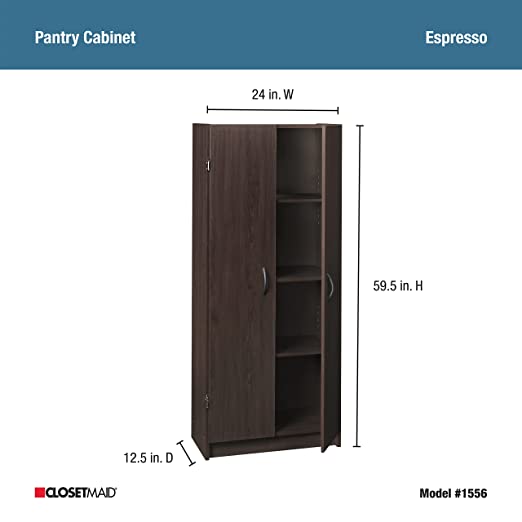 Pantry Cabinet
Espresso
24 in. W
59.5 in. H
12.5 in. D
CLOSETMAID®
Model #1556